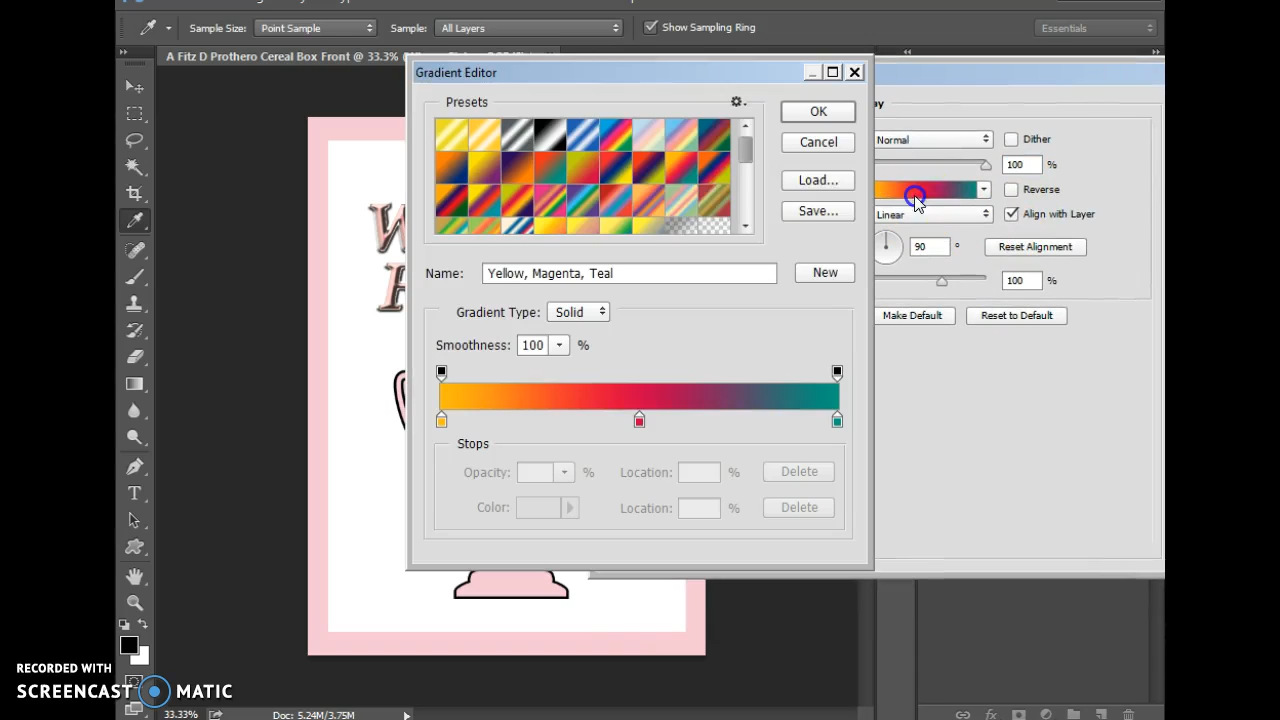 Sample Size: Point Sample Sample: All Layers Show Sampling Ring Essentials
A Fitz D Prothero Cereal Box Front @ 33.3%
Gradient Editor
Presets
OK
Cancel
Load...
Save...
Name: Yellow, Magenta, Teal New
Gradient Type: Solid
Smoothness: 100 %
Stops
Opacity: % Location: % Delete
Color: Location: % Delete
ay
Normal Dither
100 %
Reverse
Linear Align with Layer
90 ° Reset Alignment
100 %
Make Default Reset to Default
W
RECORDED WITH
SCREENCAST MATIC
33.33% Doc: 5.24M/3.75M
fx